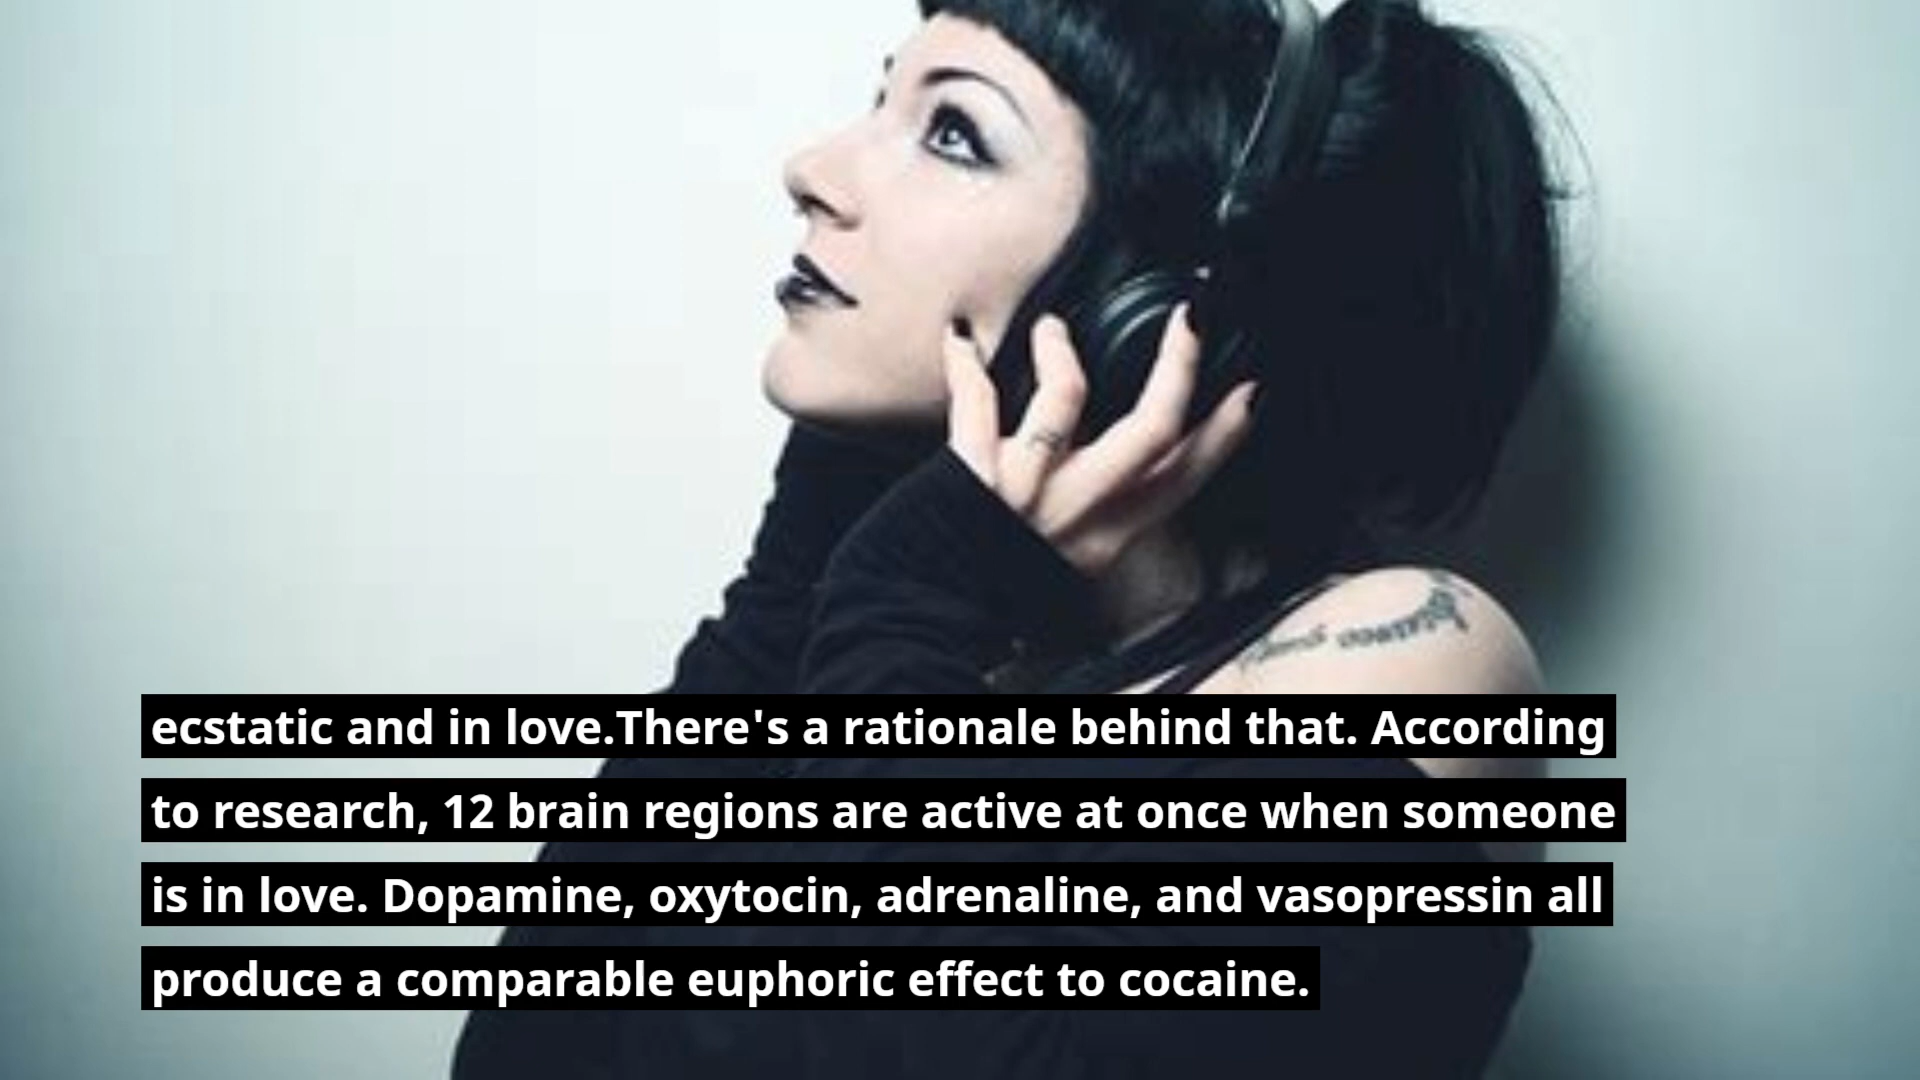 ecstatic and in love.There's a rationale behind that. According
to research, 12 brain regions are active at once when someone
is in love. Dopamine, oxytocin, adrenaline, and vasopressin all
produce a comparable euphoric effect to cocaine.